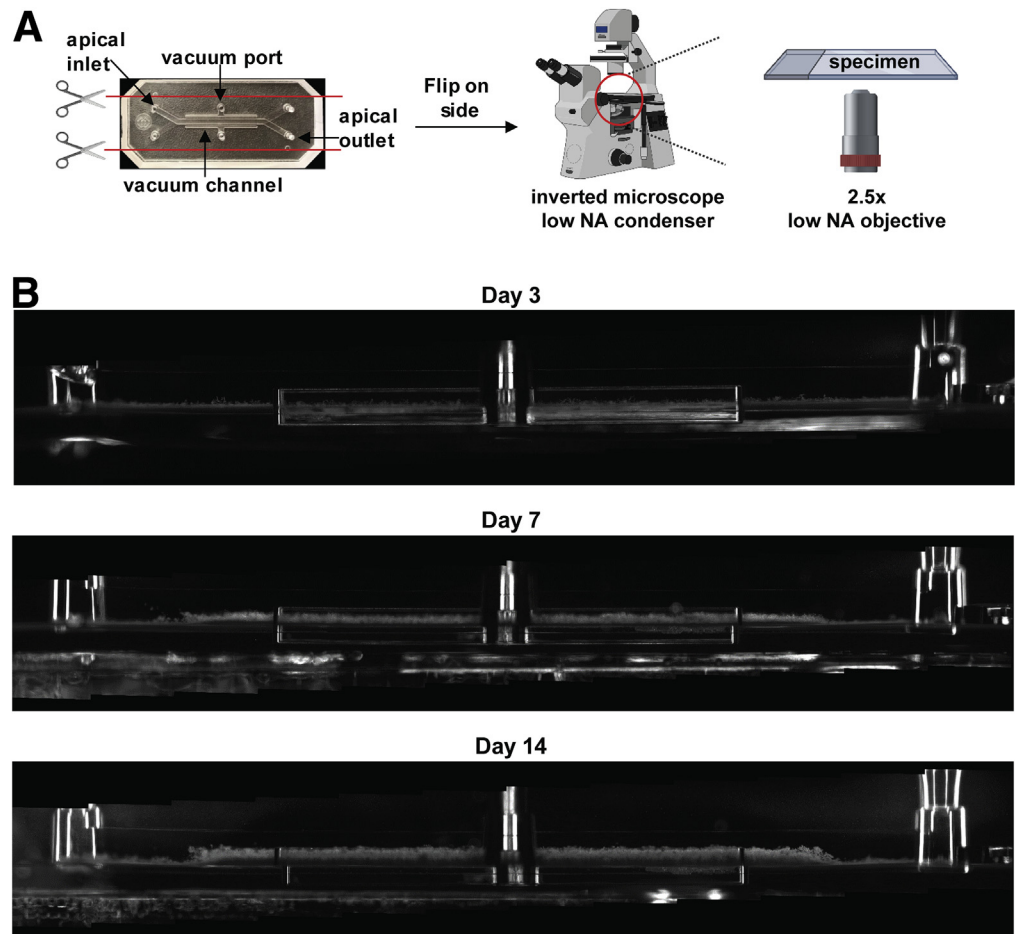 A
apical
inlet
vacuum port
apical
outlet
vacuum channel
Flip on
side
inverted microscope
low NA condenser
specimen
2.5x
low NA objective
B
Day 3
Day 7
Day 14